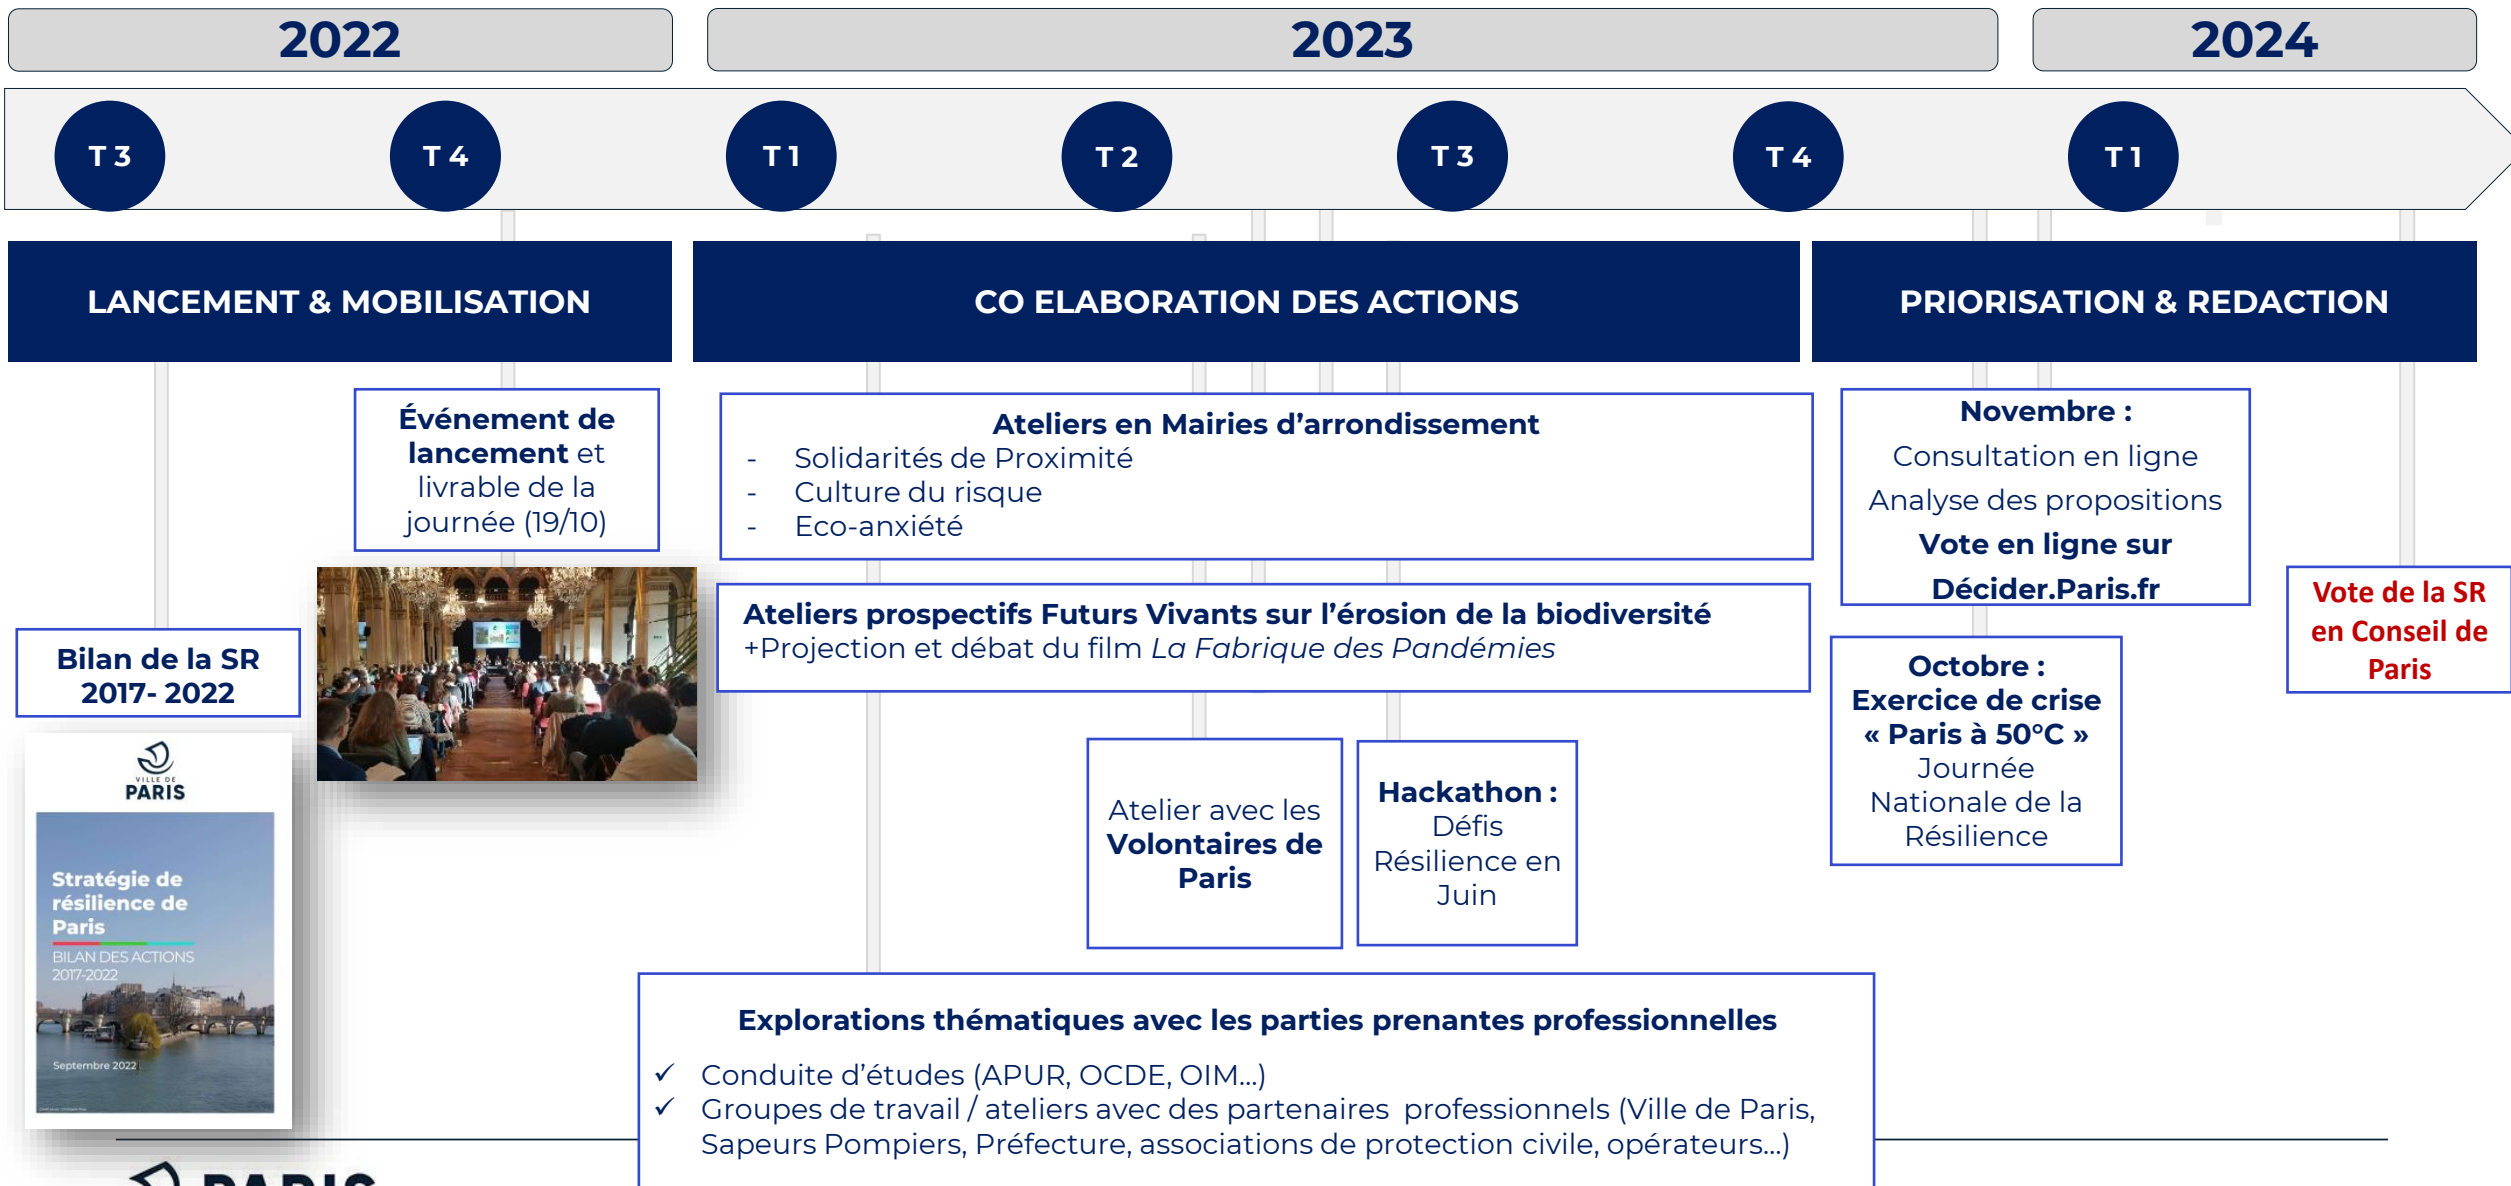 2022
2023
2024
T 3
T 4
T 1
T 2
T 3
T 4
T 1
LANCEMENT & MOBILISATION
CO ELABORATION DES ACTIONS
PRIORISATION & REDACTION
Événement de
lancement et
livrable de la
journée (19/10)
Bilan de la SR
2017- 2022
VILLE DE
PARIS
Stratégie de
résilience de
Paris
BILAN DES ACTIONS
2017-2022
Septembre 2022
Ateliers en Mairies d’arrondissement
- Solidarités de Proximité
- Culture du risque
- Eco-anxiété
Ateliers prospectifs Futurs Vivants sur l’érosion de la biodiversité
+Projection et débat du film La Fabrique des Pandémies
Atelier avec les
Volontaires de
Paris
Hackathon :
Défis
Résilience en
Juin
Novembre :
Consultation en ligne
Analyse des propositions
Vote en ligne sur
Décider.Paris.fr
Octobre :
Exercice de crise
« Paris à 50°C »
Journée
Nationale de la
Résilience
Vote de la SR
en Conseil de
Paris
Explorations thématiques avec les parties prenantes professionnelles
✓ Conduite d’études (APUR, OCDE, OIM...)
✓ Groupes de travail / ateliers avec des partenaires professionnels (Ville de Paris,
Sapeurs Pompiers, Préfecture, associations de protection civile, opérateurs...)
PARIS